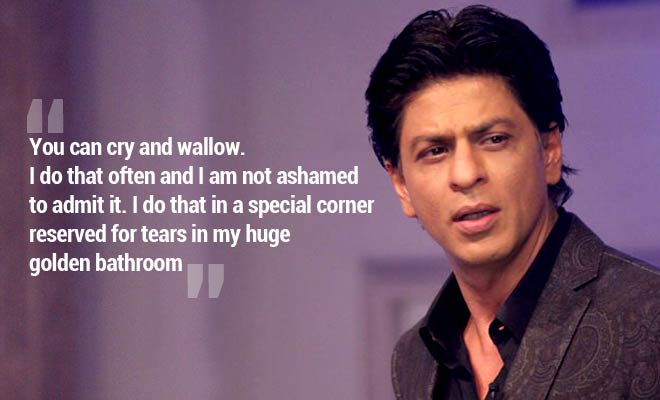 "
You can cry and wallow.
I do that often and I am not ashamed
to admit it. I do that in a special corner
reserved for tears in my huge
golden bathroom
"